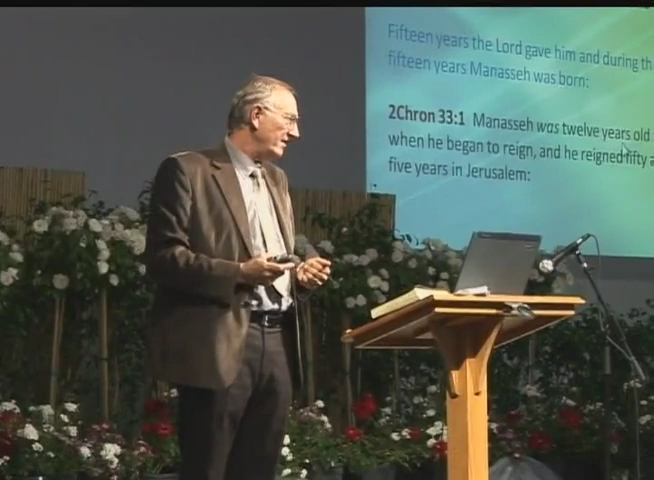 Fifteen years the Lord gave him and during th
fifteen years Manasseh was born:
2Chron 33:1 Manasseh was twelve years old
when he began to reign, and he reigned fifty a
five years in Jerusalem: